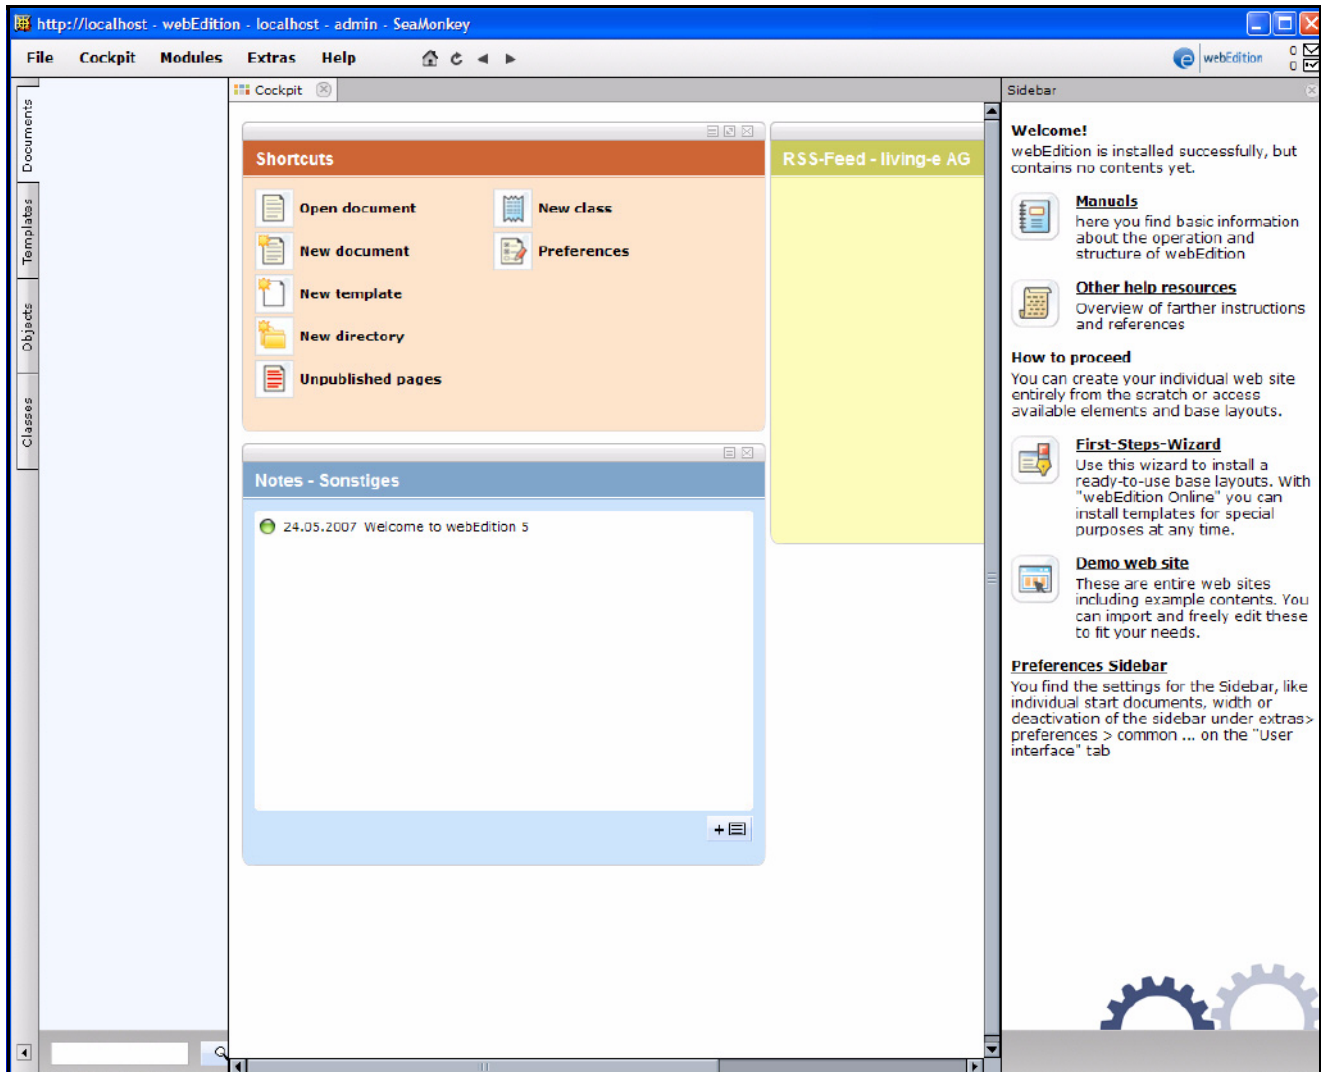 http://localhost - webEdition - localhost - admin - SeaMonkey
File Cockpit Modules Extras Help
webEdition
0
0
Documents
Templates
Objects
Classes
Cockpit
Shortcuts
Open document
New document
New template
New directory
Unpublished pages
New class
Preferences
RSS-Feed - living-e AG
Notes - Sonstiges
24.05.2007 Welcome to webEdition 5
Sidebar
Welcome!
webEdition is installed successfully, but
contains no contents yet.
Manuals
here you find basic information
about the operation and
structure of webEdition
Other help resources
Overview of farther instructions
and references
How to proceed
You can create your individual web site
entirely from the scratch or access
available elements and base layouts.
First-Steps-Wizard
Use this wizard to install a
ready-to-use base layouts. With
"webEdition Online" you can
install templates for special
purposes at any time.
Demo web site
These are entire web sites
including example contents. You
can import and freely edit these
to fit your needs.
Preferences Sidebar
You find the settings for the Sidebar, like
individual start documents, width or
deactivation of the sidebar under extras>
preferences > common ... on the "User
interface" tab